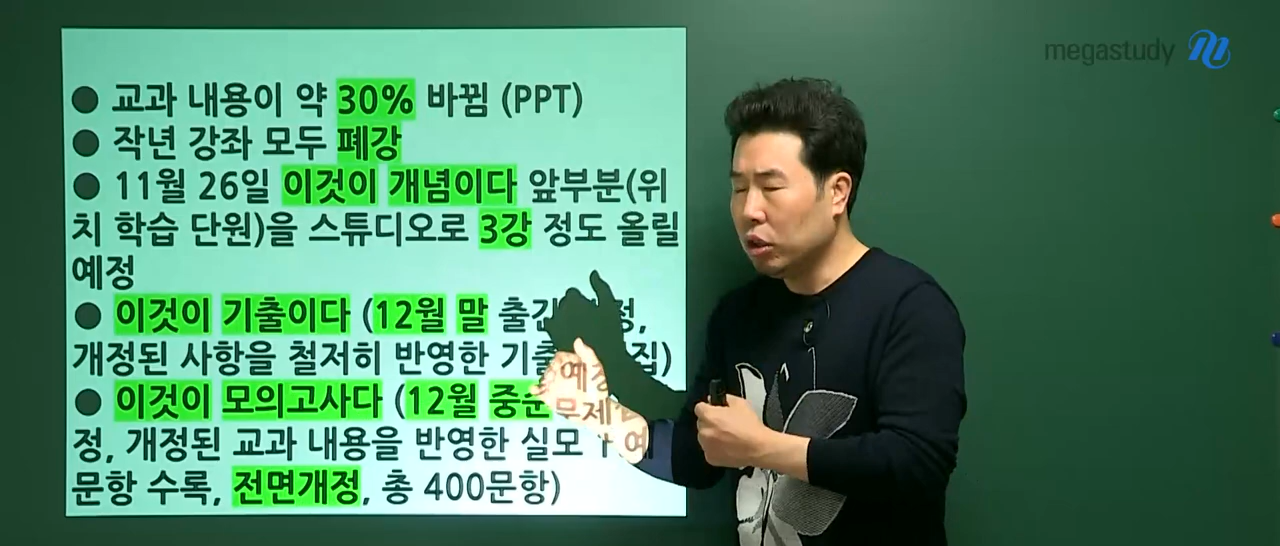 megastudy
● 교과 내용이 약 30% 바뀜 (PPT)
● 작년 강좌 모두 폐강
● 11월 26일 이것이 개념이다 앞부분(위
치 학습 단원)을 스튜디오로 3강 정도 올릴
예정
● 이것이 기출이다 (12월 말 출간
개정된 사항을 철저히 반영한 기출
● 이것이 모의고사다 (12월 중순
정, 개정된 교과 내용을 반영한 실모 + 예
문항 수록, 전면개정, 총 400문항)